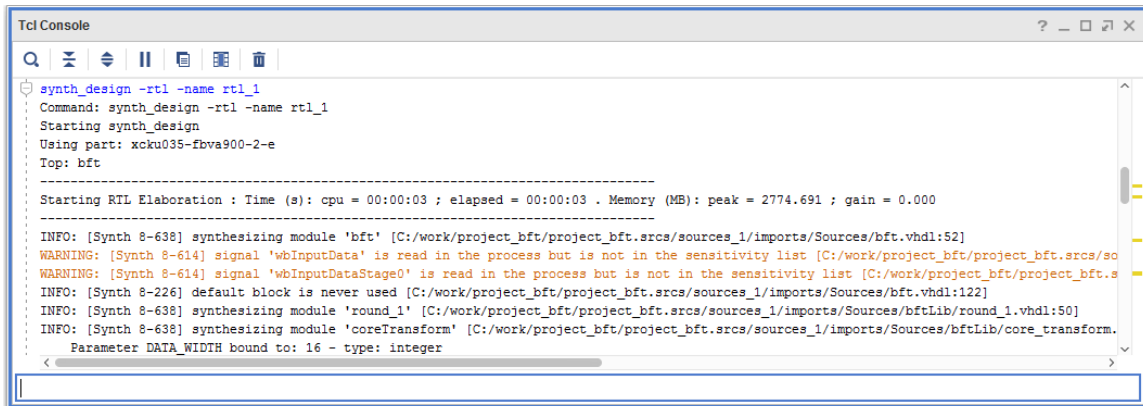 Tcl Console
synth_design -rtl -name rtl_1
Command: synth_design -rtl -name rtl_1
Starting synth_design
Using part: xcku035-fbva900-2-e
Top: bft
---------------------------------------------------------------------------------
Starting RTL Elaboration : Time (s): cpu = 00:00:03 ; elapsed = 00:00:03 . Memory (MB): peak = 2774.691 ; gain = 0.000
---------------------------------------------------------------------------------
INFO: [Synth 8-638] synthesizing module 'bft' [C:/work/project_bft/project_bft.srcs/sources_1/imports/Sources/bft.vhdl:52]
WARNING: [Synth 8-614] signal 'wbInputData' is read in the process but is not in the sensitivity list [C:/work/project_bft/project_bft.srcs/so
WARNING: [Synth 8-614] signal 'wbInputDataStage0' is read in the process but is not in the sensitivity list [C:/work/project_bft/project_bft.s
INFO: [Synth 8-226] default block is never used [C:/work/project_bft/project_bft.srcs/sources_1/imports/Sources/bft.vhdl:122]
INFO: [Synth 8-638] synthesizing module 'round_1' [C:/work/project_bft/project_bft.srcs/sources_1/imports/Sources/bftLib/round_1.vhdl:50]
INFO: [Synth 8-638] synthesizing module 'coreTransform' [C:/work/project_bft/project_bft.srcs/sources_1/imports/Sources/bftLib/core_transform.
Parameter DATA_WIDTH bound to: 16 - type: integer